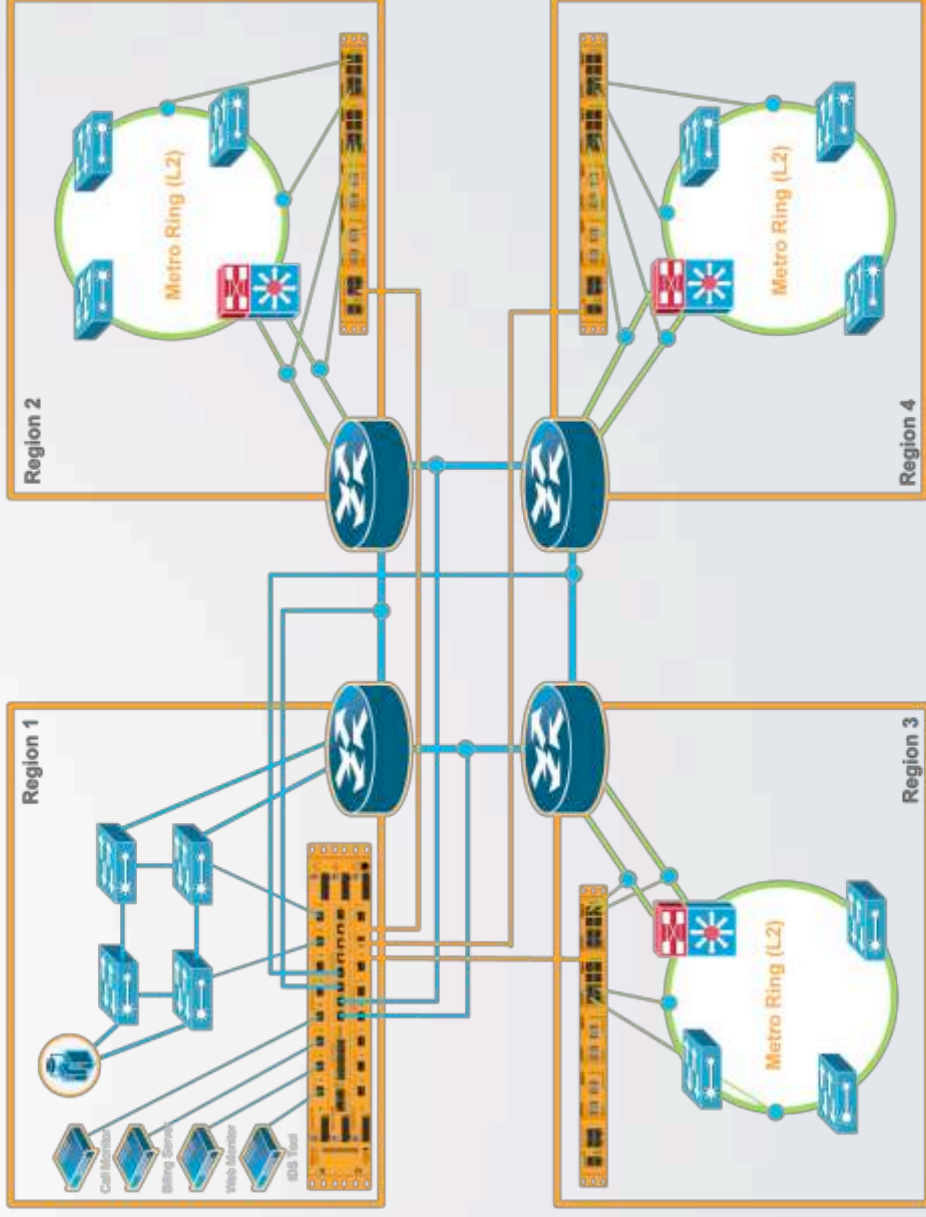 Region 1
Call Monitor
Billing Server
Web Monitor
IDS Tool
Region 2
Metro Ring (L2)
Region 3
Metro Ring (L2)
Region 4
Metro Ring (L2)